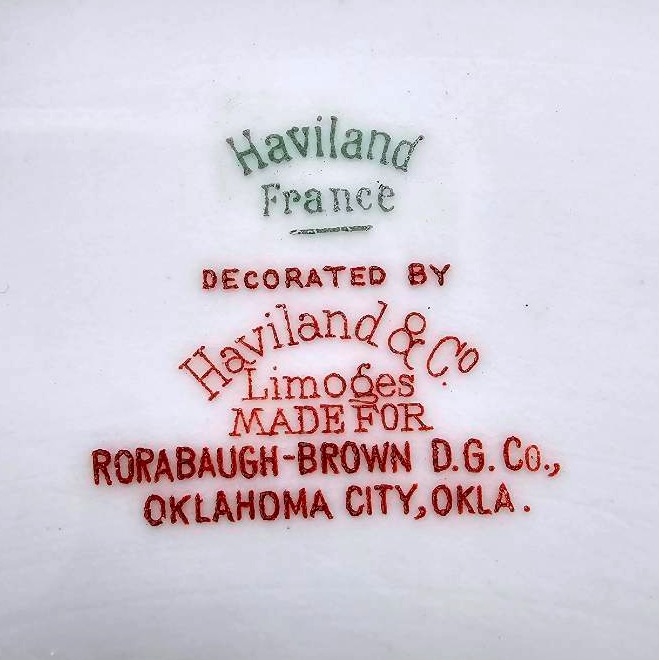 Haviland
France
DECORATED BY
Haviland & Co
Limoges
MADE FOR
RORABAUGH-BROWN D.G. Co.,
OKLAHOMA CITY, OKLA.